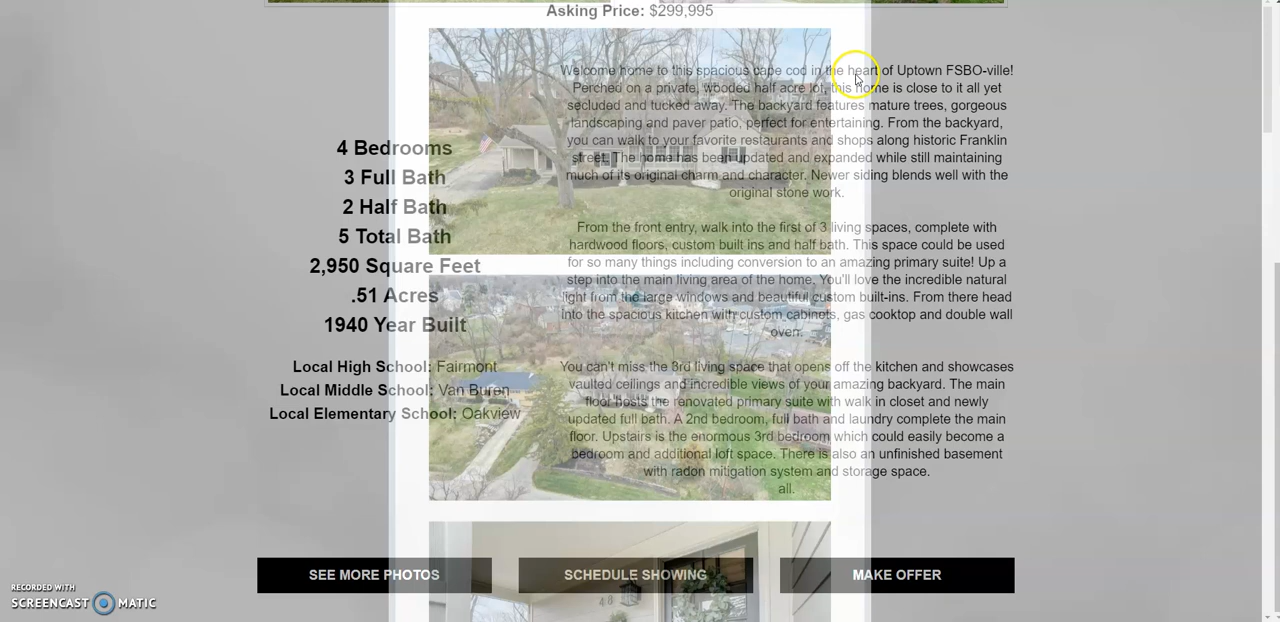 Asking Price: $299,995
4 Bedrooms
3 Full Bath
2 Half Bath
5 Total Bath
2,950 Square Feet
.51 Acres
1940 Year Built
Local High School: Fairmont
Local Middle School: Van Buren
Local Elementary School: Oakview
Welcome home to this spacious cape cod in the heart of Uptown FSBO-ville!
Perched on a private, wooded half acre lot, this home is close to it all yet
secluded and tucked away. The backyard features mature trees, gorgeous
landscaping and paver patio, perfect for entertaining. From the backyard,
you can walk to your favorite restaurants and shops along historic Franklin
street. The home has been updated and expanded while still maintaining
much of its original charm and character. Newer siding blends well with the
original stone work.
From the front entry, walk into the first of 3 living spaces, complete with
hardwood floors, custom built ins and half bath. This space could be used
for so many things including conversion to an amazing primary suite! Up a
step into the main living area of the home. You'll love the incredible natural
light from the large windows and beautiful custom built-ins. From there head
into the spacious kitchen with custom cabinets, gas cooktop and double wall
oven.
You can't miss the 3rd living space that opens off the kitchen and showcases
vaulted ceilings and incredible views of your amazing backyard. The main
floor hosts the renovated primary suite with walk in closet and newly
updated full bath. A 2nd bedroom, full bath and laundry complete the main
floor. Upstairs is the enormous 3rd bedroom which could easily become a
bedroom and additional loft space. There is also an unfinished basement
with radon mitigation system and storage space.
all.
SEE MORE PHOTOS
SCHEDULE SHOWING
MAKE OFFER
48
RECORDED WITH
SCREENCAST MATIC